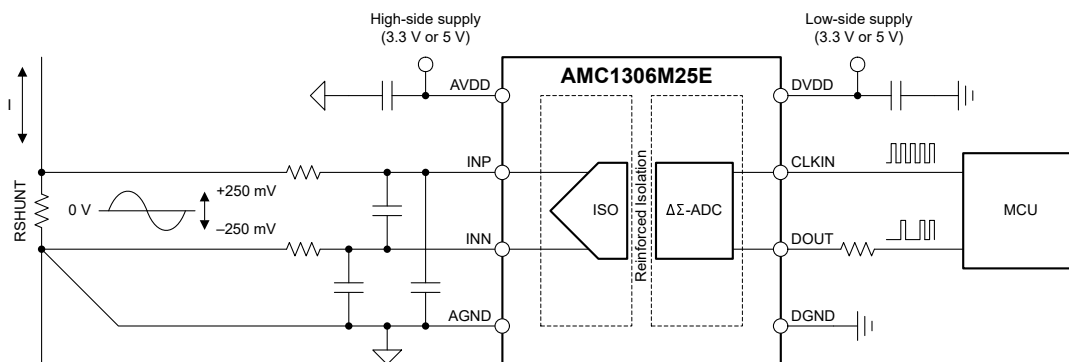 High-side supply
(3.3 V or 5 V)
Low-side supply
(3.3 V or 5 V)
AMC1306M25E
AVDD
DVDD
I
INP
CLKIN
RSHUNT
0 V
+250 mV
–250 mV
ISO
Reinforced Isolation
ΔΣ-ADC
MCU
INN
DOUT
AGND
DGND